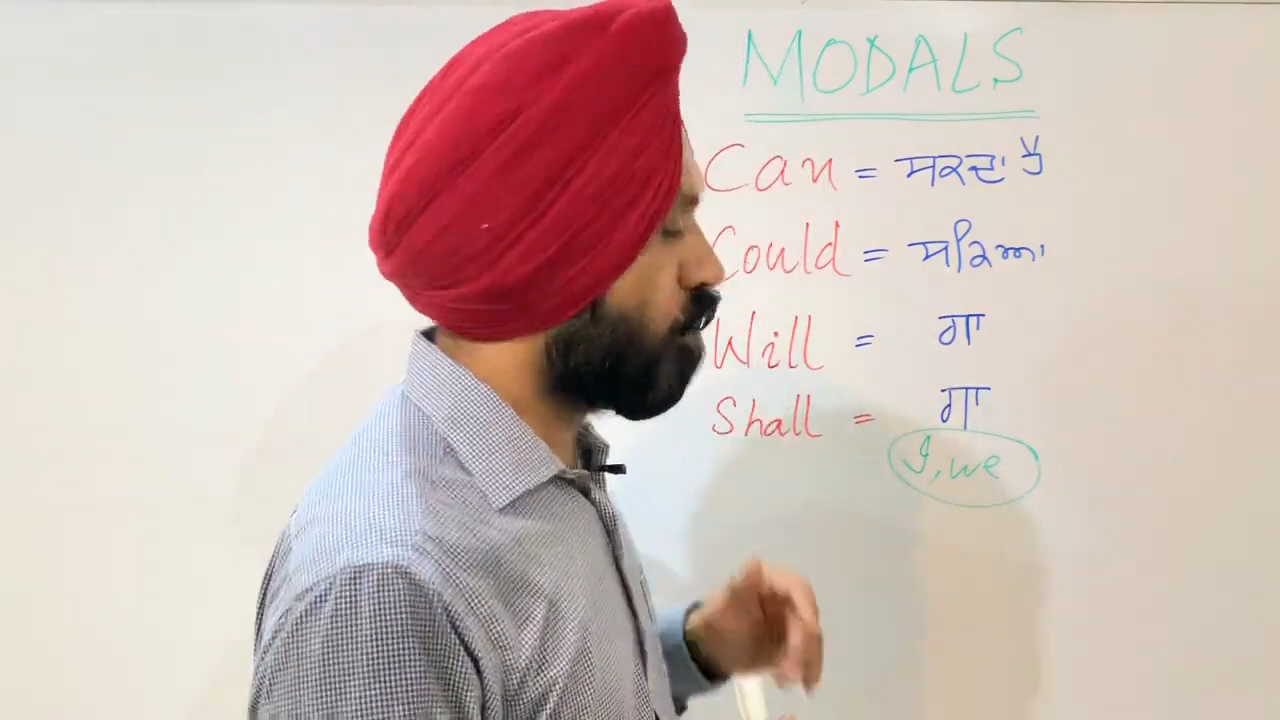 MODALS
Can = ਸਕਦਾ ਹੈ
Could = ਸਕਿਆ
Will = ਗਾ
Shall = ਗਾ
I, we